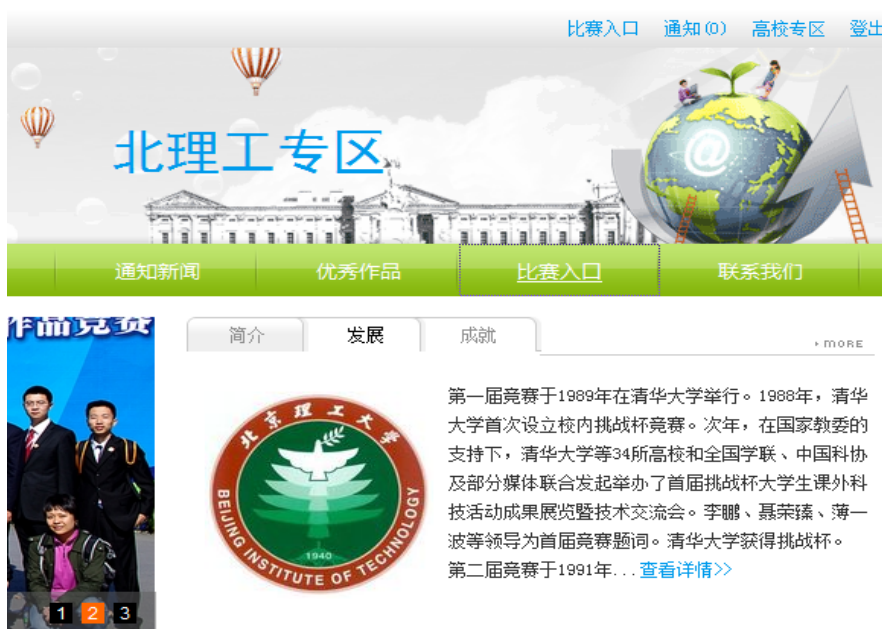 比赛入口 通知(0) 高校专区 登出
北理工专区
@
通知新闻 优秀作品 比赛入口 联系我们
作品竞赛
简介 发展 成就
MORE
北京理工大学
BEIJING INSTITUTE OF TECHNOLOGY
1940
第一届竞赛于1989年在清华大学举行。1988年，清华
大学首次设立校内挑战杯竞赛。次年，在国家教委的
支持下，清华大学等34所高校和全国学联、中国科协
及部分媒体联合发起举办了首届挑战杯大学生课外科
技活动成果展览暨技术交流会。李鹏、聂荣臻、薄一
波等领导为首届竞赛题词。清华大学获得挑战杯。
第二届竞赛于1991年...查看详情>>
1 2 3